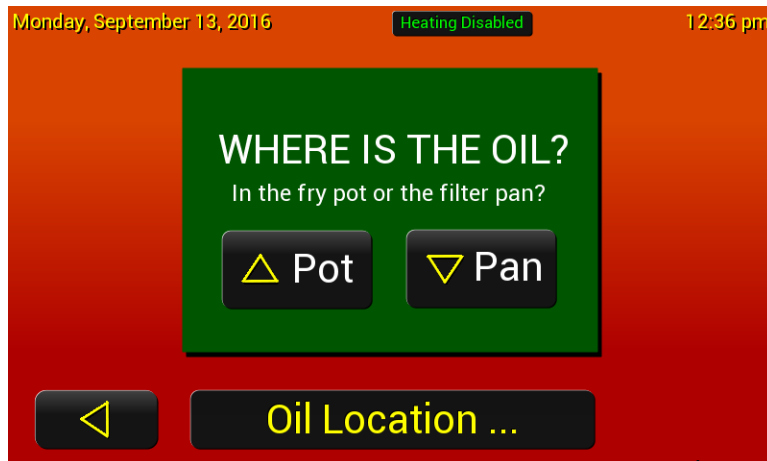 Monday, September 13, 2016
Heating Disabled
12:36 pm
WHERE IS THE OIL?
In the fry pot or the filter pan?
Pot
Pan
Oil Location ...